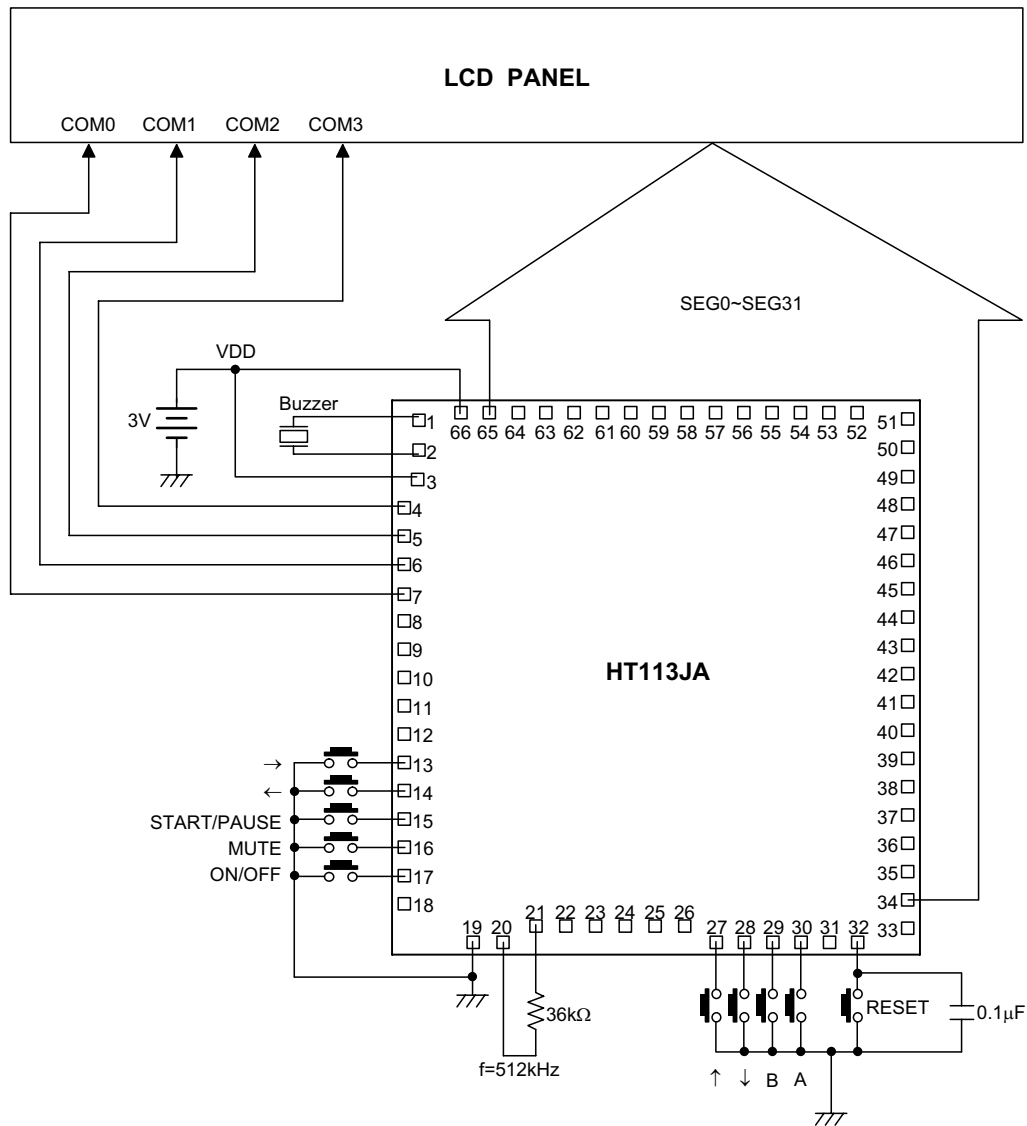 LCD PANEL
COM0 COM1 COM2 COM3
SEG0~SEG31
VDD
3V
Buzzer
1
2
3
4
5
6
7
8
9
10
11
12
13
14
15
16
17
18
66 65 64 63 62 61 60 59 58 57 56 55 54 53 52
51
50
49
48
47
46
45
44
43
42
41
40
39
38
37
36
35
34
33
HT113JA
→
←
START/PAUSE
MUTE
ON/OFF
19 20 21 22 23 24 25 26 27 28 29 30 31 32
36kΩ
f=512kHz
RESET
0.1μF
↑ ↓ B A